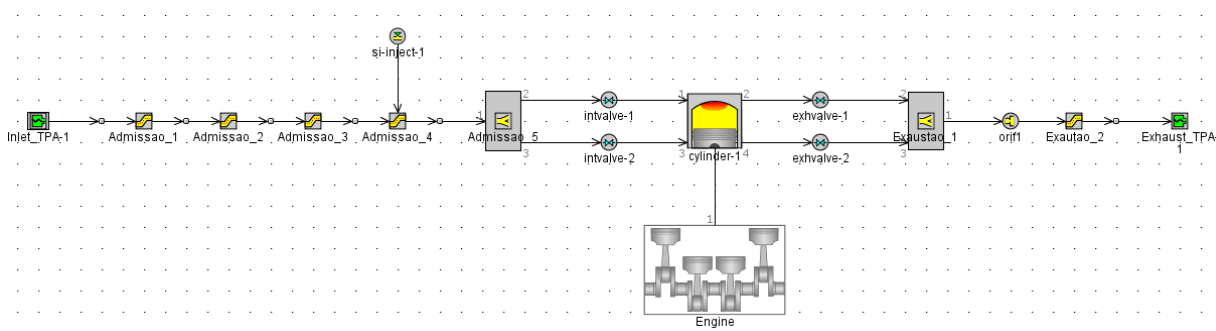 si-inject-1
Inlet_TPA-1
Admissao_1
Admissao_2
Admissao_3
Admissao_4
1
Admissao_5
2
3
intvalve-1
intvalve-2
1
3
cylinder-1
2
4
exhvalve-1
exhvalve-2
2
3
Exaustao_1
1
orif1
Exautao_2
Exhaust_TPA-
1
1
Engine